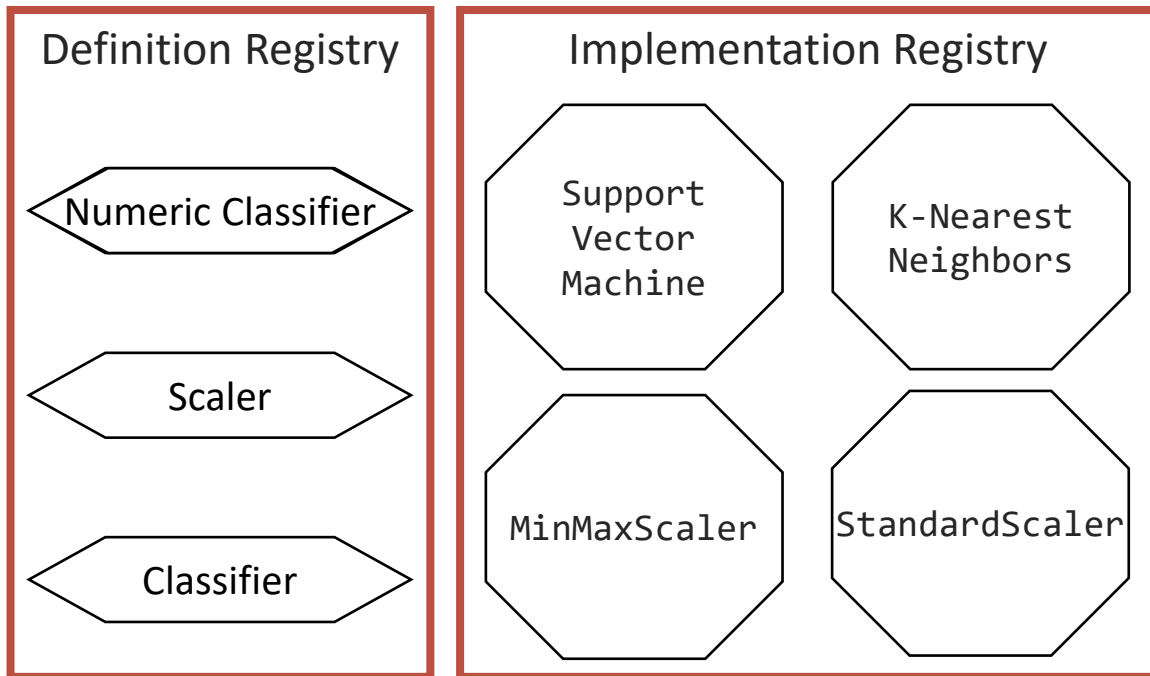 Definition Registry
Numeric Classifier
Scaler
Classifier
Implementation Registry
Support
Vector
Machine
K-Nearest
Neighbors
MinMaxScaler
StandardScaler